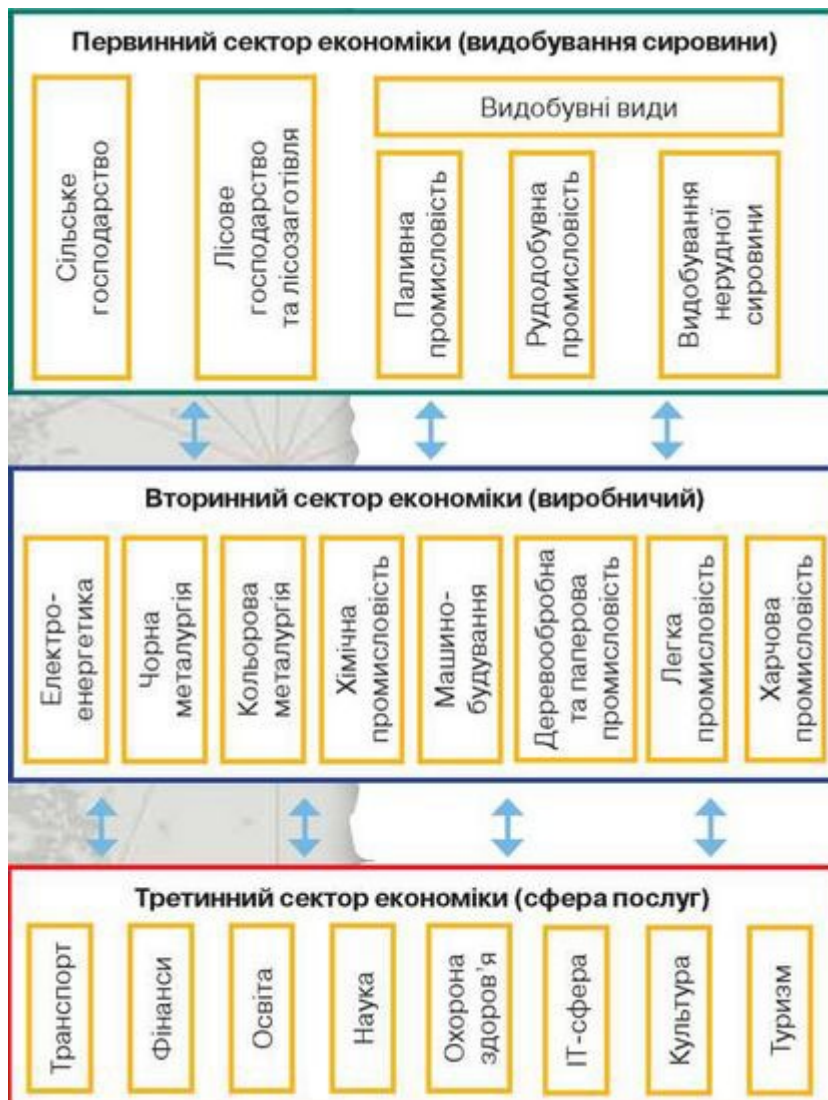 Первинний сектор економіки (видобування сировини)
Сільське
господарство
Лісове
господарство
та лісозаготівля
Видобувні види
Паливна
промисловість
Рудодобувна
промисловість
Видобування
нерудної
сировини
Вторинний сектор економіки (виробничий)
Електро-
енергетика
Чорна
металургія
Кольорова
металургія
Хімічна
промисловість
Машино-
будування
Деревообробна
та паперова
промисловість
Легка
промисловість
Харчова
промисловість
Третинний сектор економіки (сфера послуг)
Транспорт
Фінанси
Освіта
Наука
Охорона
здоров'я
ІТ-сфера
Культура
Туризм